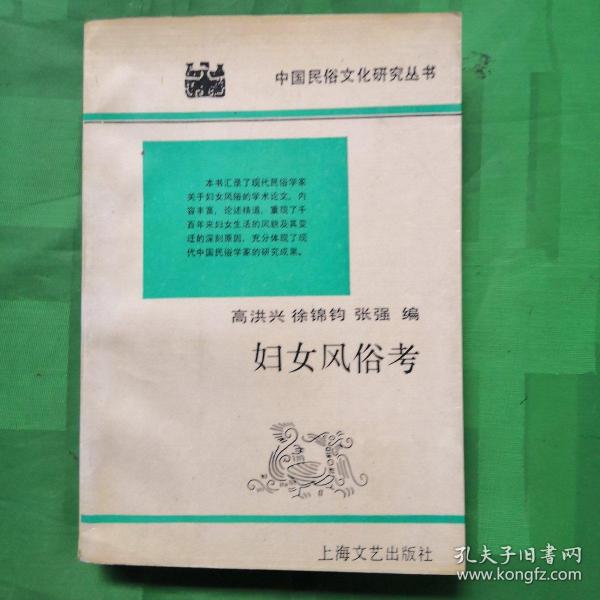 中国民俗文化研究丛书
本书汇录了现代民俗学家
关于妇女风俗的学术论文，内
容丰富，论述精道，重现了千
百年来妇女生活的风貌及其变
迁的深刻原因，充分体现了现
代中国民俗学家的研究成果。
高洪兴 徐锦钧 张强 编
妇女风俗考
上海文艺出版社
孔夫子旧书网
www.kongfz.com